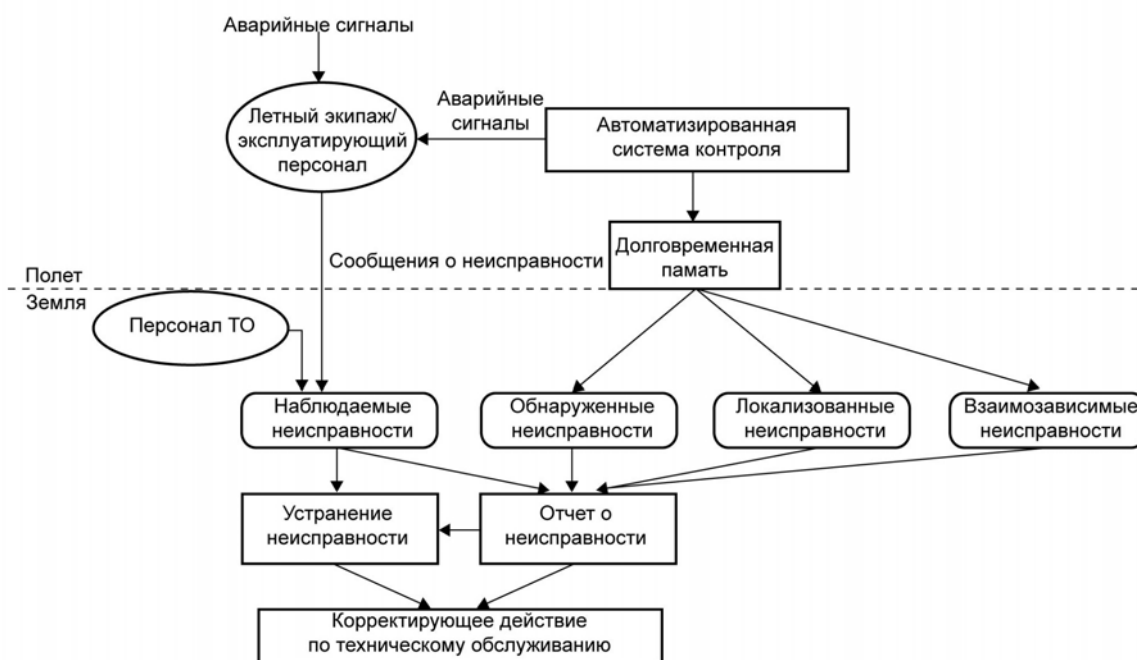 Аварийные сигналы
Летный экипаж/
эксплуатирующий
персонал
Аварийные
сигналы
Автоматизированная
система контроля
Долговременная
памать
Сообщения о неисправности
Полет
Земля
Персонал ТО
Наблюдаемые
неисправности
Обнаруженные
неисправности
Локализованные
неисправности
Взаимозависимые
неисправности
Устранение
неисправности
Отчет о
неисправности
Корректирующее действие
по техническому обслуживанию